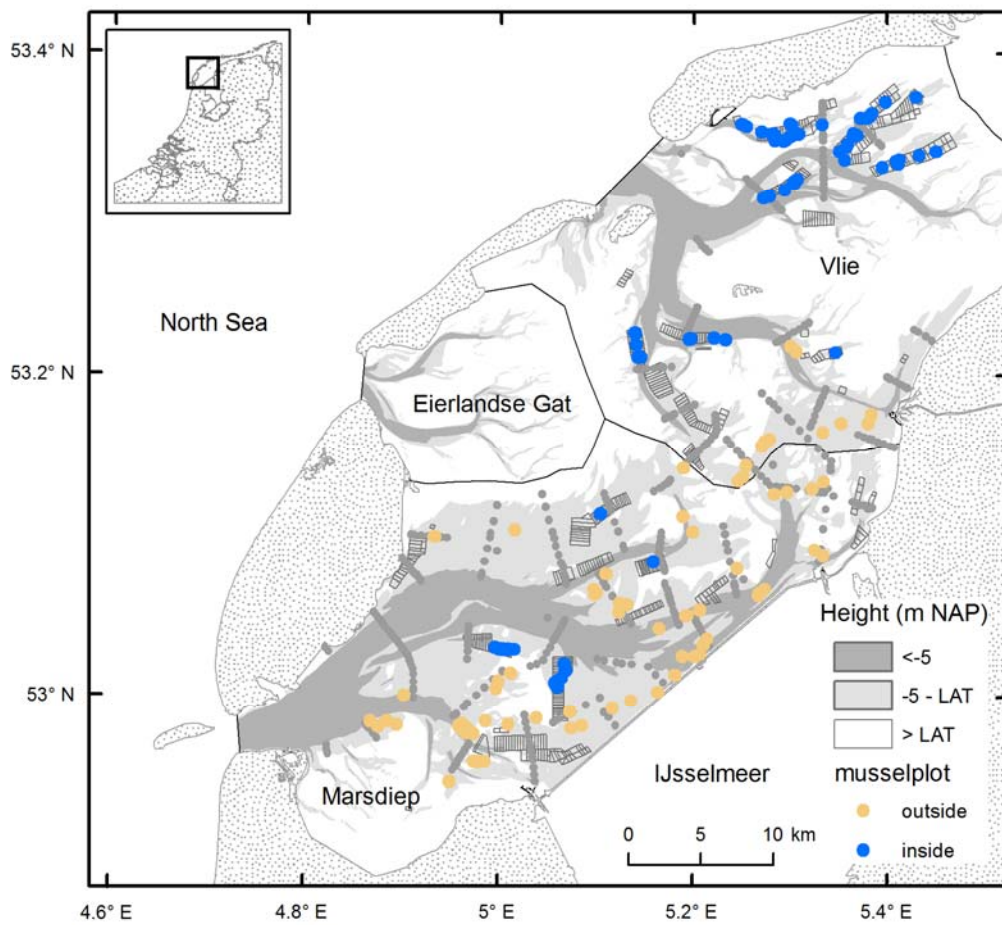 53.4° N
53.2° N
53° N
North Sea
Vlie
Eierlandse Gat
Marsdiep
IJsselmeer
Height (m NAP)
<-5
-5 - LAT
> LAT
musselplot
outside
inside
0 5 10 km
4.6° E 4.8° E 5° E 5.2° E 5.4° E